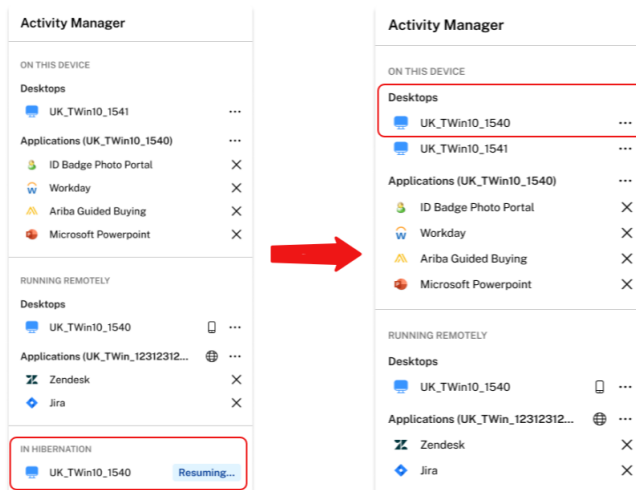 Activity Manager
ON THIS DEVICE
Desktops
UK_TWin10_1541
Applications (UK_TWin10_1540)
ID Badge Photo Portal
Workday
Ariba Guided Buying
Microsoft Powerpoint
RUNNING REMOTELY
Desktops
UK_TWin10_1540
Applications (UK_TWin_12312312...
Zendesk
Jira
IN HIBERNATION
UK_TWin10_1540 Resuming...
Activity Manager
ON THIS DEVICE
Desktops
UK_TWin10_1540
UK_TWin10_1541
Applications (UK_TWin10_1540)
ID Badge Photo Portal
Workday
Ariba Guided Buying
Microsoft Powerpoint
RUNNING REMOTELY
Desktops
UK_TWin10_1540
Applications (UK_TWin_12312312...
Zendesk
Jira